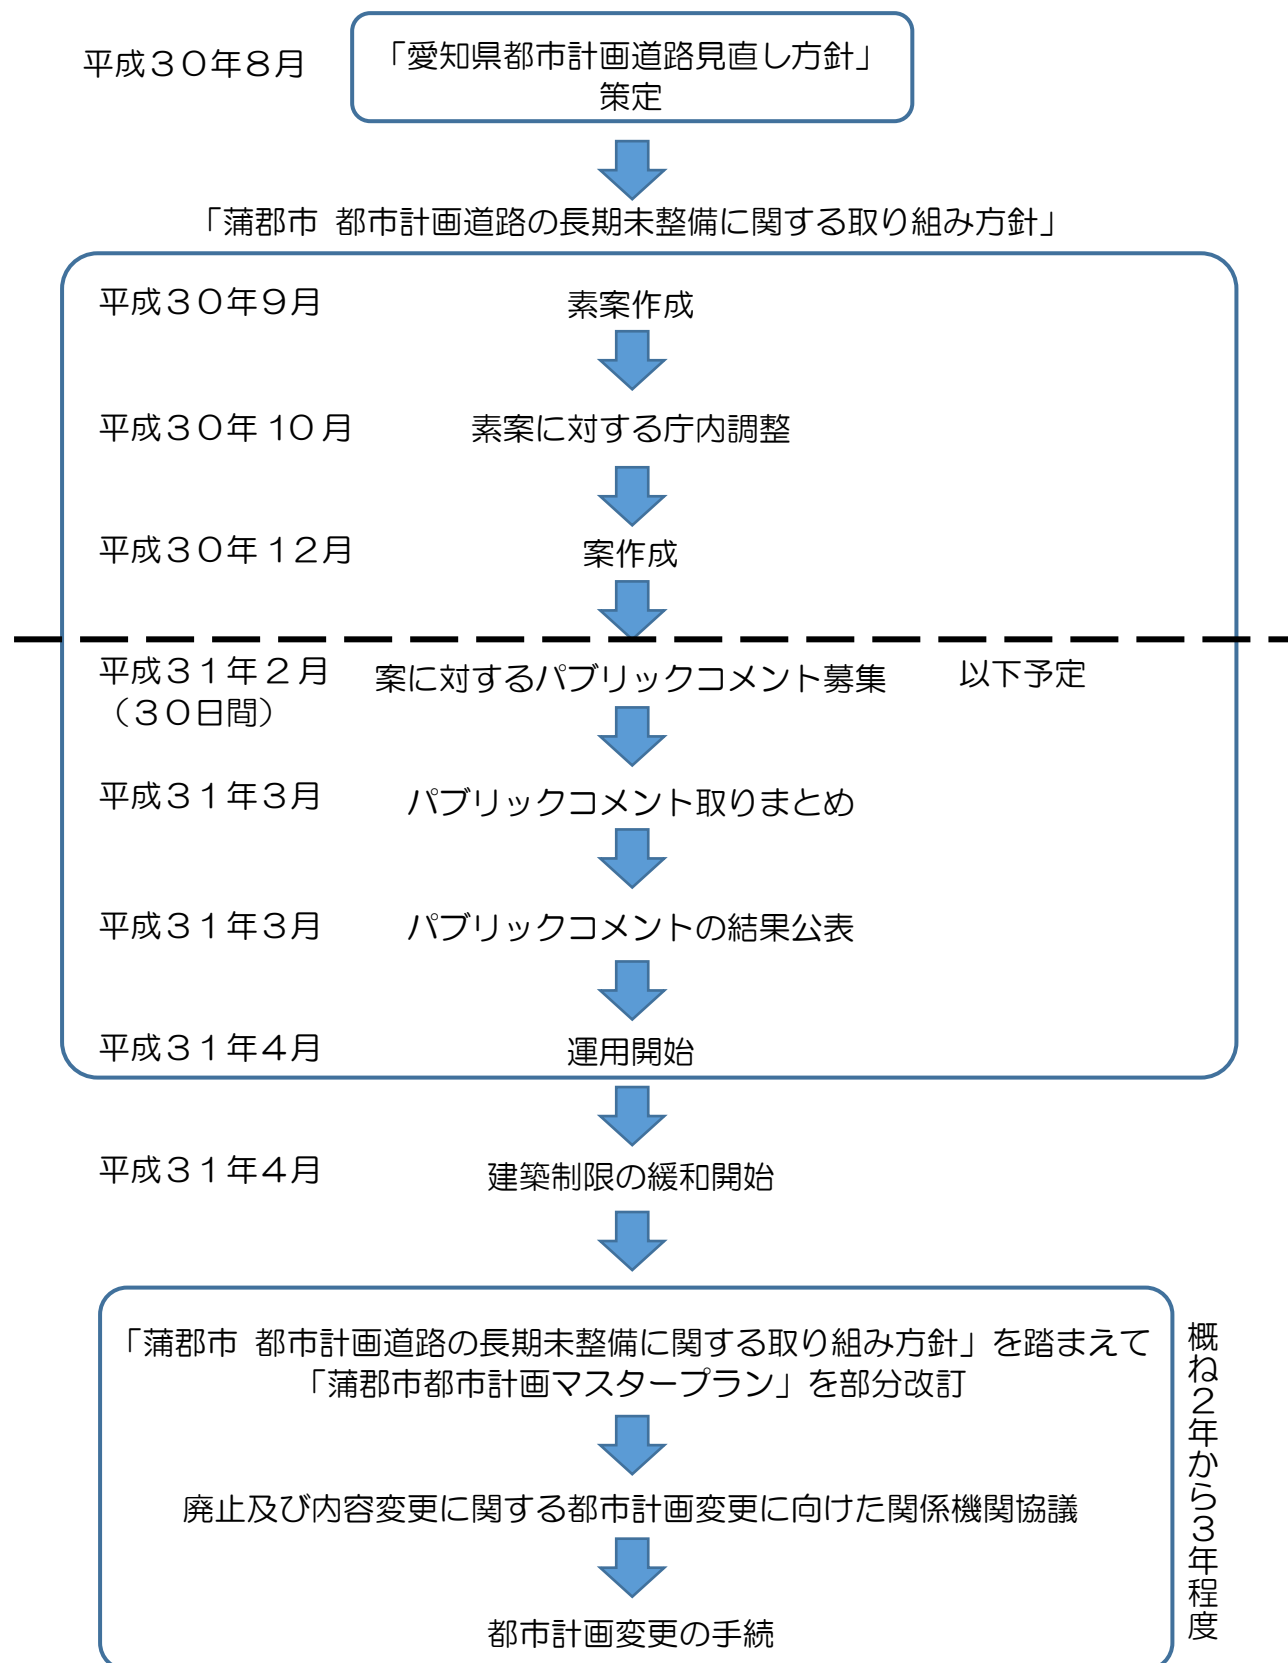 平成３０年８月
「愛知県都市計画道路見直し方針」
策定
「蒲郡市 都市計画道路の長期未整備に関する取り組み方針」
平成３０年９月
素案作成
平成３０年 10 月
素案に対する庁内調整
平成３０年 １２月
案作成
平成３１年 ２ 月
（３０日間）
案に対するパブリックコメント募集
以下予定
平成３１年３月
パブリックコメント取りまとめ
平成３１年３月
パブリックコメントの結果公表
平成３１年４月
運用開始
平成３１年４月
建築制限の緩和開始
「蒲郡市 都市計画道路の長期未整備に関する取り組み方針」を踏まえて
「蒲郡市都市計画マスタープラン」を部分改訂
廃止及び内容変更に関する都市計画変更に向けた関係機関協議
都市計画変更の手続
概ね２年から３年程度